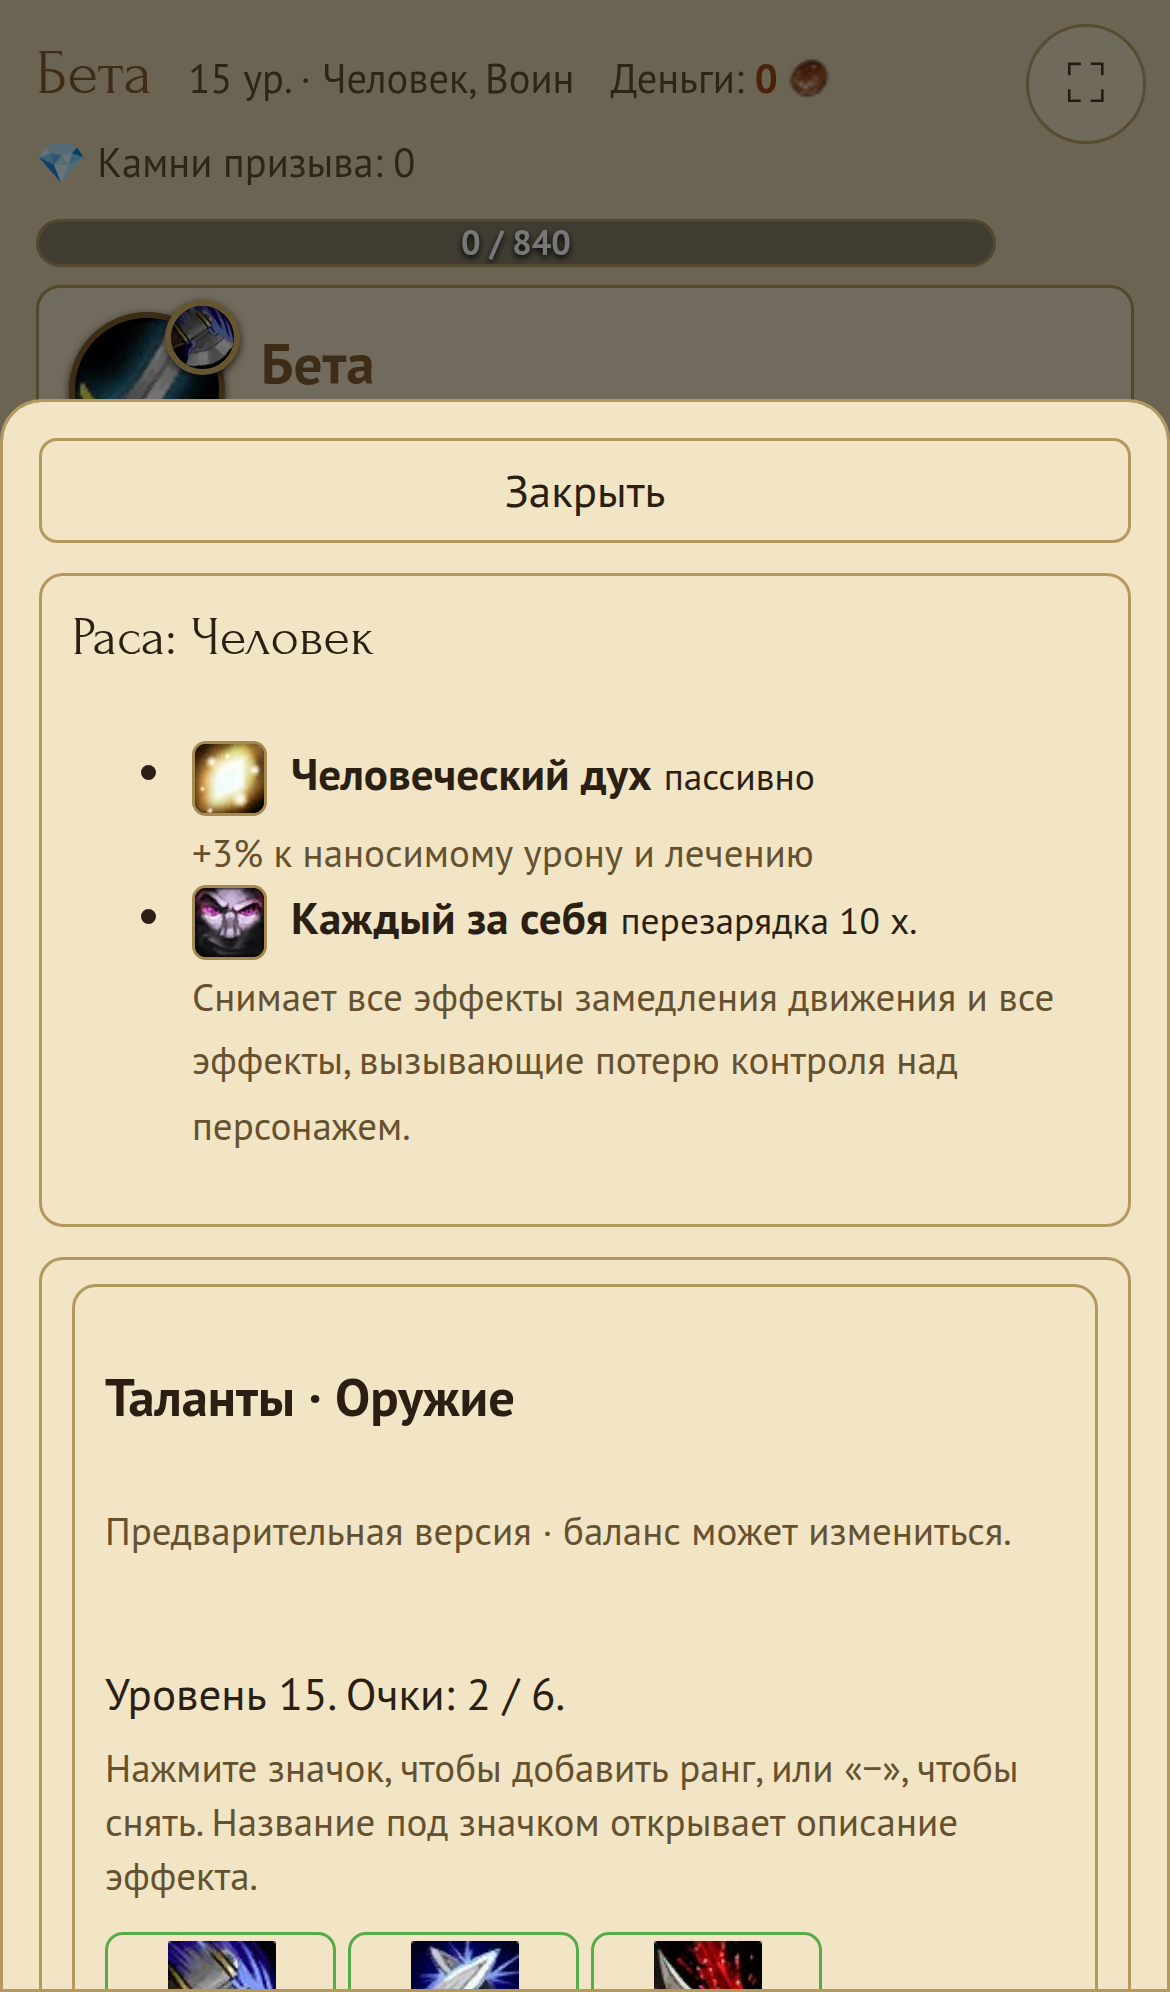 Бета 15 ур. · Человек, Воин Деньги: 0
Камни призыва: 0
0 / 840
Бета
Закрыть
Раса: Человек
Человеческий дух пассивно
+3% к наносимому урону и лечению
Каждый за себя перезарядка 10 х.
Снимает все эффекты замедления движения и все
эффекты, вызывающие потерю контроля над
персонажем.
Таланты · Оружие
Предварительная версия · баланс может измениться.
Уровень 15. Очки: 2 / 6.
Нажмите значок, чтобы добавить ранг, или «−», чтобы
снять. Название под значком открывает описание
эффекта.